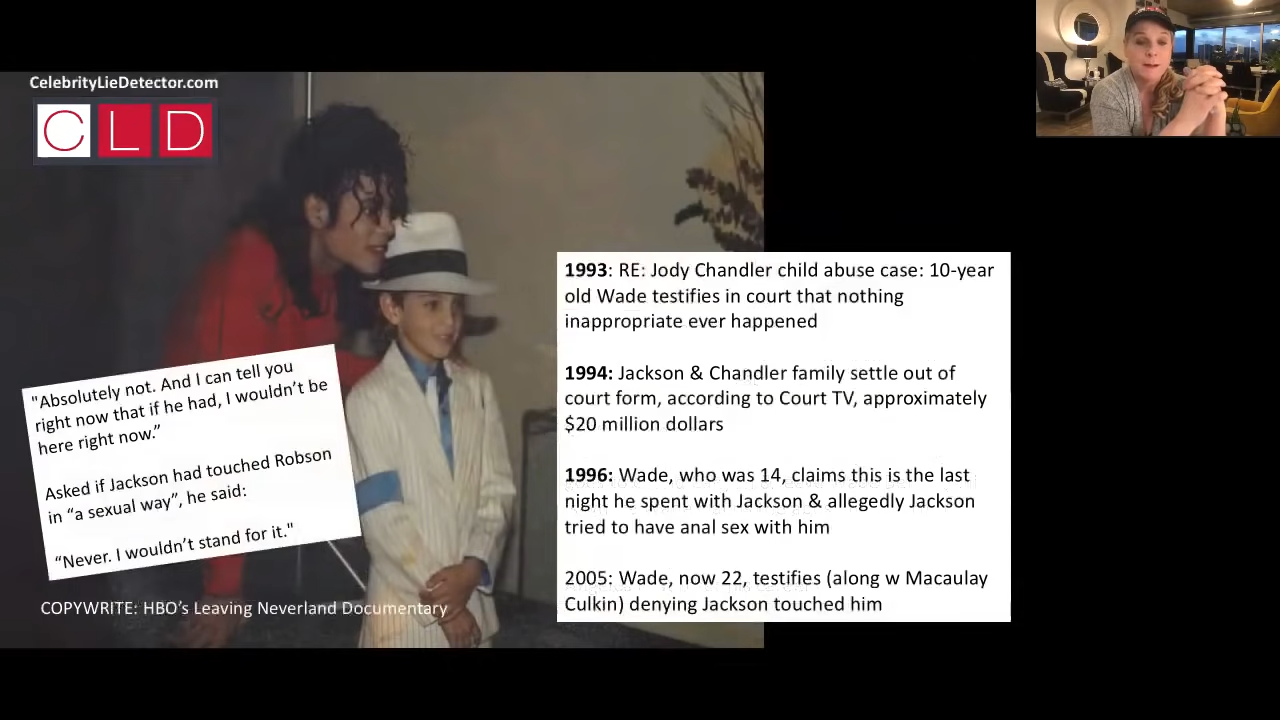 CelebrityLieDetector.com
C L D
"Absolutely not. And I can tell you
right now that if he had, I wouldn't be
here right now."
Asked if Jackson had touched Robson
in "a sexual way", he said:
"Never. I wouldn't stand for it."
COPYWRITE: HBO's Leaving Neverland Documentary
1993: RE: Jody Chandler child abuse case: 10-year
old Wade testifies in court that nothing
inappropriate ever happened
1994: Jackson & Chandler family settle out of
court form, according to Court TV, approximately
$20 million dollars
1996: Wade, who was 14, claims this is the last
night he spent with Jackson & allegedly Jackson
tried to have anal sex with him
2005: Wade, now 22, testifies (along w Macaulay
Culkin) denying Jackson touched him